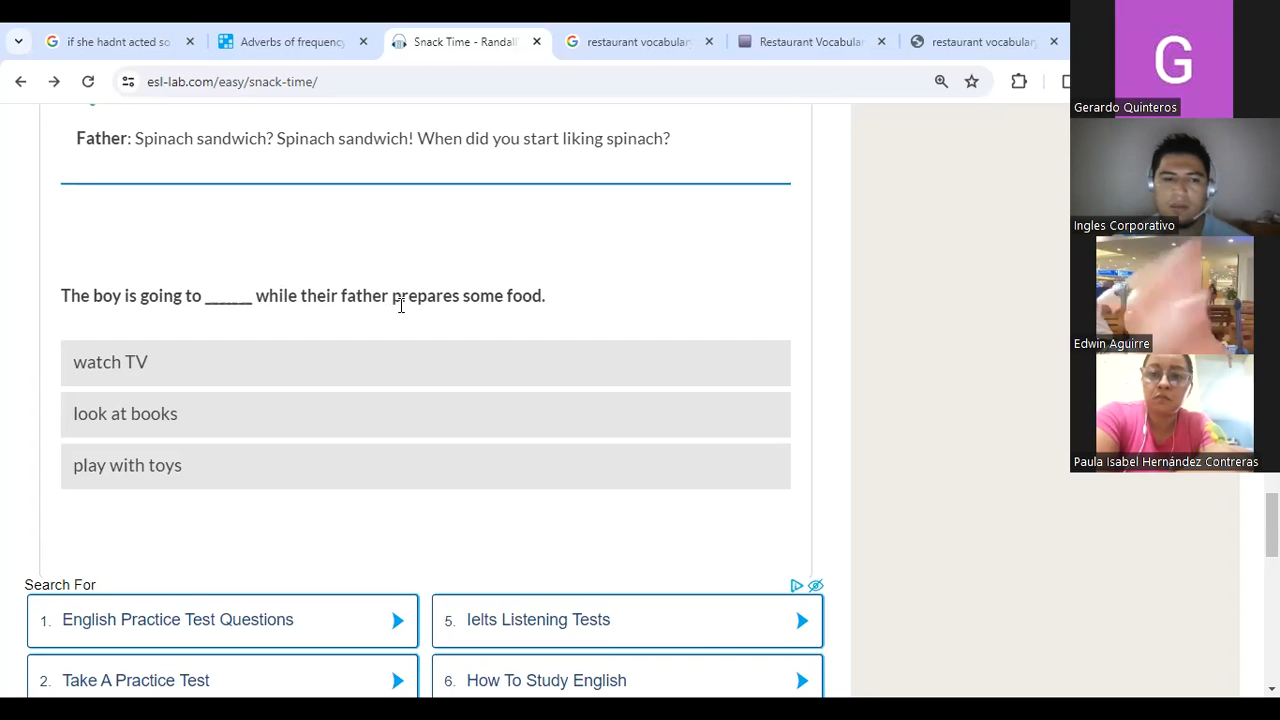 if she hadnt acted so
Adverbs of frequency
Snack Time - Randall'
restaurant vocabular
Restaurant Vocabular
restaurant vocabular
esl-lab.com/easy/snack-time/
Father: Spinach sandwich? Spinach sandwich! When did you start liking spinach?
The boy is going to _______ while their father prepares some food.
watch TV
look at books
play with toys
Search For
1. English Practice Test Questions
5. Ielts Listening Tests
2. Take A Practice Test
6. How To Study English
G
Gerardo Quinteros
Ingles Corporativo
Edwin Aguirre
Paula Isabel Hernández Contreras